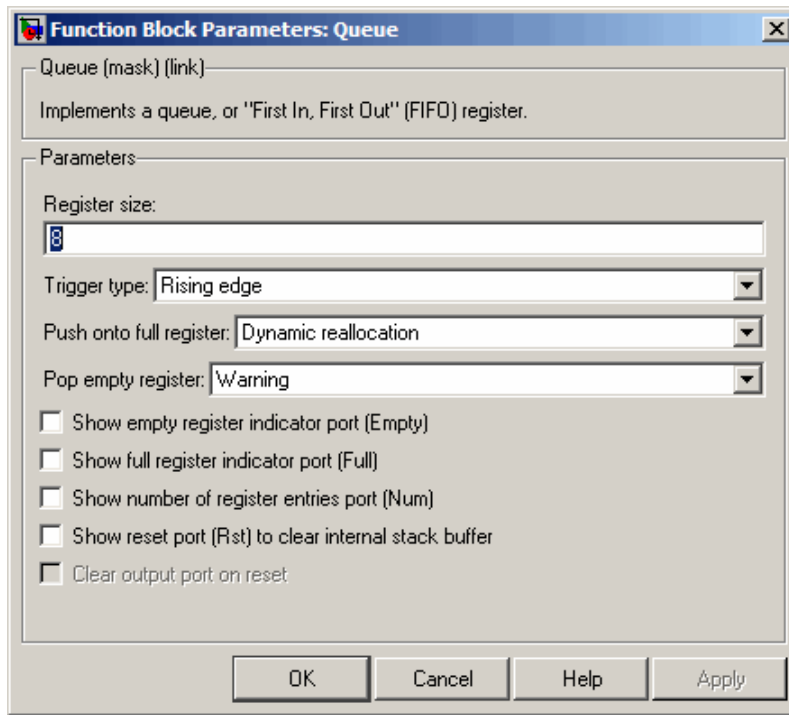 Function Block Parameters: Queue
Queue (mask) (link)
Implements a queue, or "First In, First Out" (FIFO) register.
Parameters
Register size:
8
Trigger type: Rising edge
Push onto full register: Dynamic reallocation
Pop empty register: Warning
Show empty register indicator port (Empty)
Show full register indicator port (Full)
Show number of register entries port (Num)
Show reset port (Rst) to clear internal stack buffer
Clear output port on reset
OK Cancel Help Apply